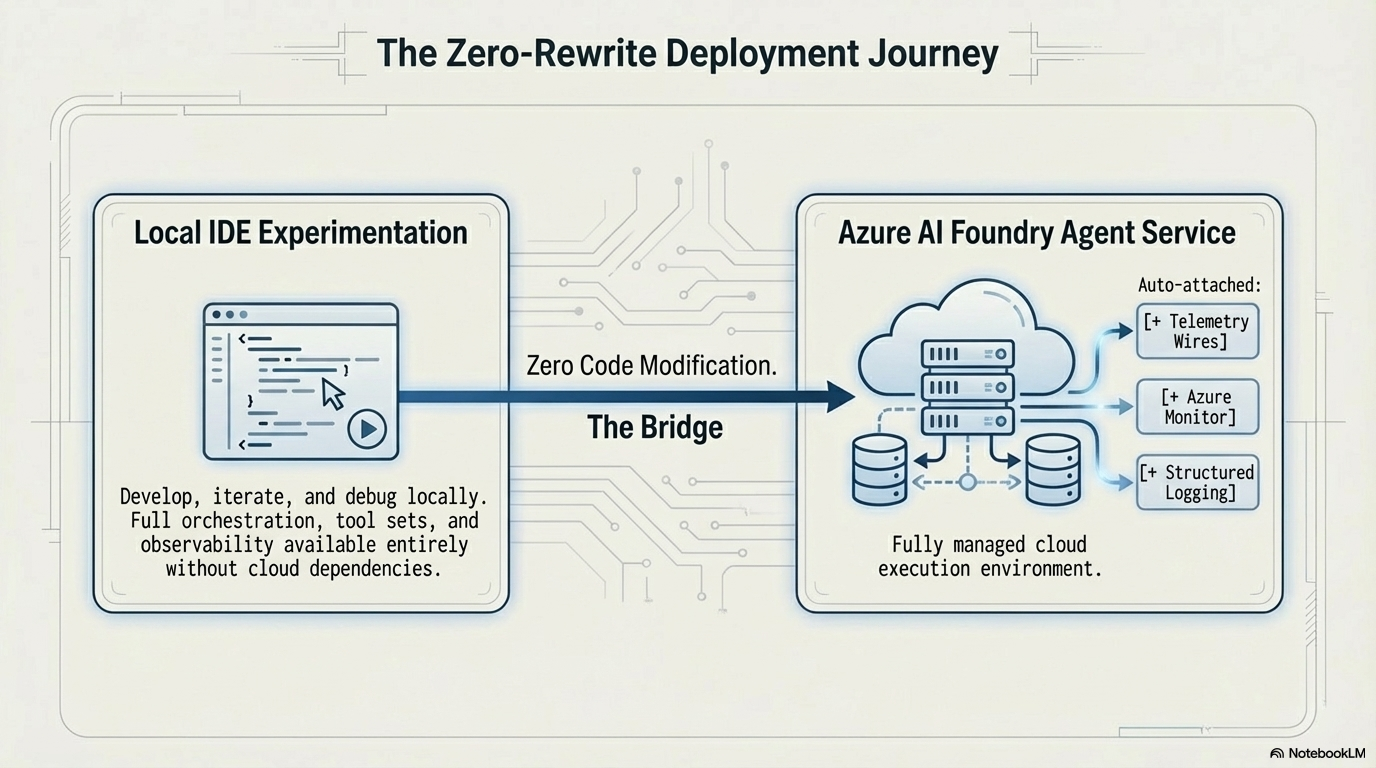 The Zero-Rewrite Deployment Journey
Local IDE Experimentation
Develop, iterate, and debug locally.
Full orchestration, tool sets, and
observability available entirely
without cloud dependencies.
Zero Code Modification.
The Bridge
Azure AI Foundry Agent Service
Auto-attached:
[+ Telemetry
Wires]
[+ Azure
Monitor]
[+ Structured
Logging]
Fully managed cloud
execution environment.
NotebookLM